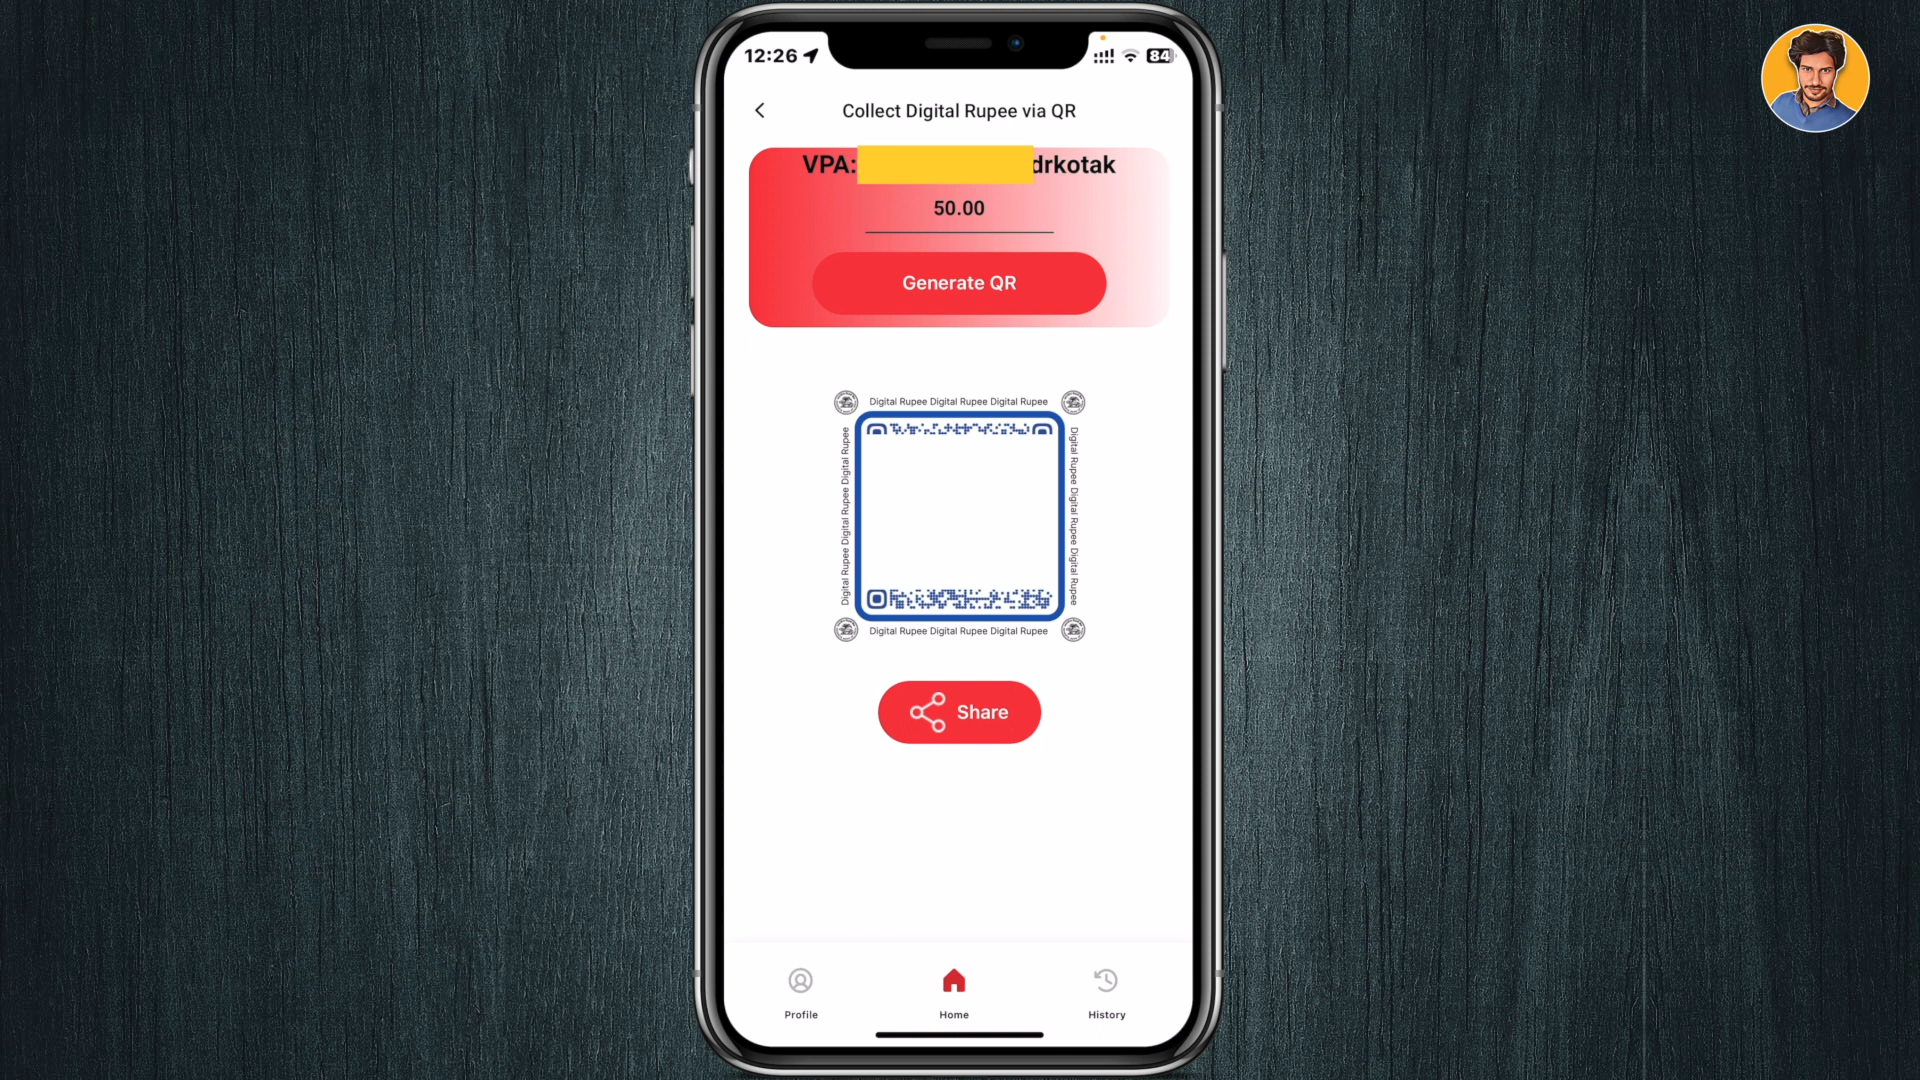 12:26
84
Collect Digital Rupee via QR
VPA: drkotak
50.00
Generate QR
Digital Rupee Digital Rupee Digital Rupee
Digital Rupee Digital Rupee Digital Rupee
Digital Rupee Digital Rupee Digital Rupee
Digital Rupee Digital Rupee Digital Rupee
Share
Profile
Home
History